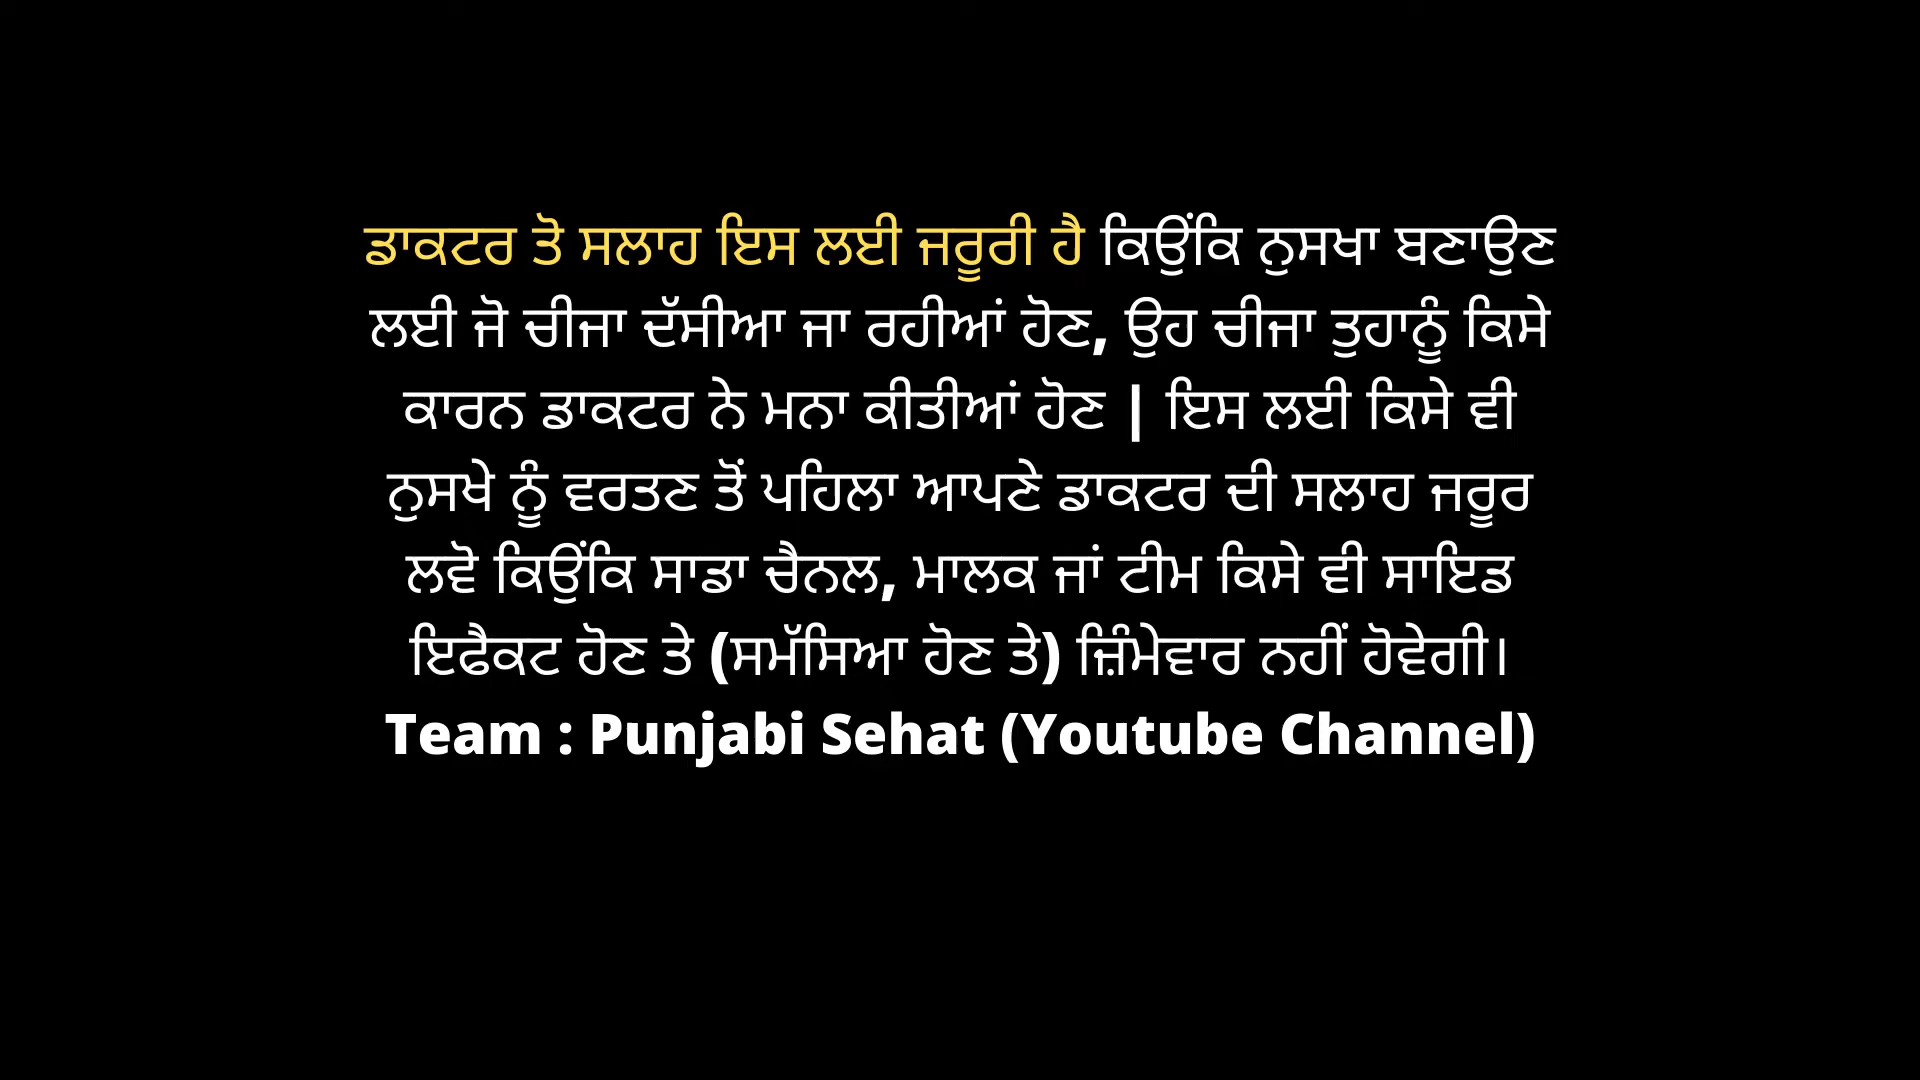 ਡਾਕਟਰ ਤੋ ਸਲਾਹ ਇਸ ਲਈ ਜਰੂਰੀ ਹੈ ਕਿਉਂਕਿ ਨੁਸਖਾ ਬਣਾਉਣ
ਲਈ ਜੋ ਚੀਜਾ ਦੱਸੀਆ ਜਾ ਰਹੀਆਂ ਹੋਣ, ਉਹ ਚੀਜਾ ਤੁਹਾਨੂੰ ਕਿਸੇ
ਕਾਰਨ ਡਾਕਟਰ ਨੇ ਮਨਾ ਕੀਤੀਆਂ ਹੋਣ | ਇਸ ਲਈ ਕਿਸੇ ਵੀ
ਨੁਸਖੇ ਨੂੰ ਵਰਤਣ ਤੋਂ ਪਹਿਲਾ ਆਪਣੇ ਡਾਕਟਰ ਦੀ ਸਲਾਹ ਜਰੂਰ
ਲਵੋ ਕਿਉਂਕਿ ਸਾਡਾ ਚੈਨਲ, ਮਾਲਕ ਜਾਂ ਟੀਮ ਕਿਸੇ ਵੀ ਸਾਇਡ
ਇਫੈਕਟ ਹੋਣ ਤੇ (ਸਮੱਸਿਆ ਹੋਣ ਤੇ) ਜ਼ਿੰਮੇਵਾਰ ਨਹੀਂ ਹੋਵੇਗੀ।
Team : Punjabi Sehat (Youtube Channel)